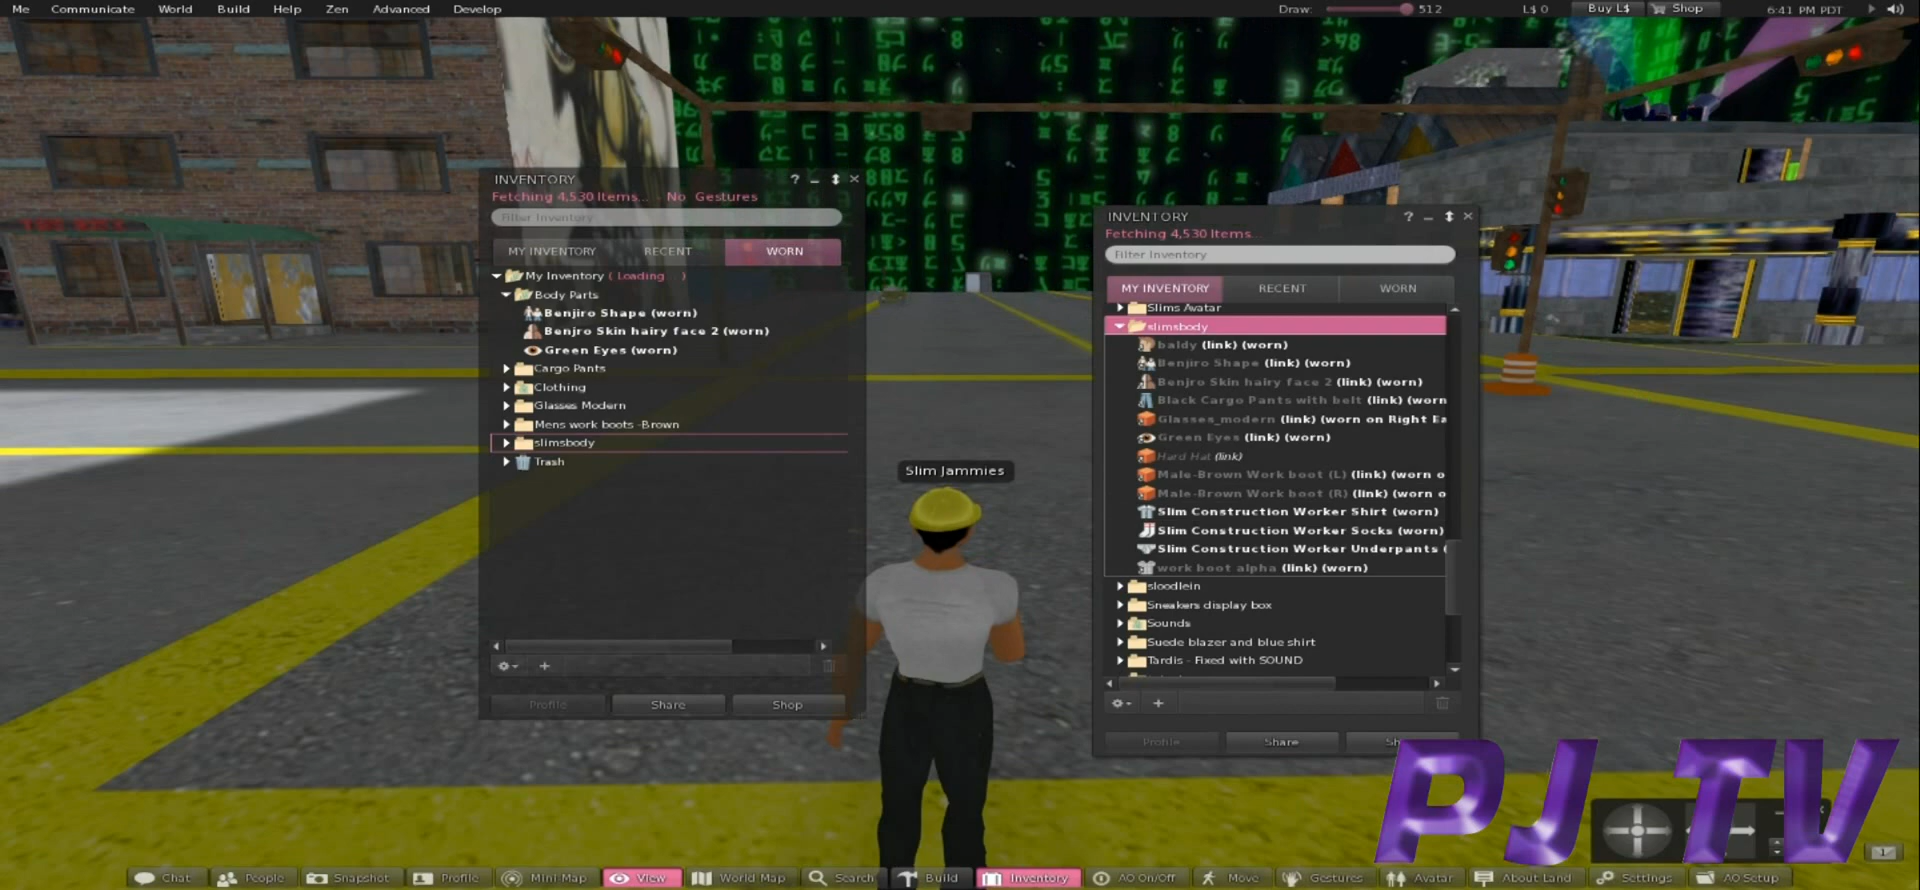 Me Communicate World Build Help Zen Advanced Develop Draw: 512 L$ 0 Buy L$ Shop 6:41 PM PDT
INVENTORY
Fetching 4,530 Items... No Gestures
Filter Inventory
MY INVENTORY RECENT WORN
My Inventory ( Loading... )
Body Parts
Benjiro Shape (worn)
Benjro Skin hairy face 2 (worn)
Green Eyes (worn)
Cargo Pants
Clothing
Glasses Modern
Mens work boots -Brown
slimsbody
Trash
Profile Share Shop
Slim Jammies
INVENTORY
Fetching 4,530 Items...
Filter Inventory
MY INVENTORY RECENT WORN
Slims Avatar
slimsbody
baldy (link) (worn)
Benjiro Shape (link) (worn)
Benjro Skin hairy face 2 (link) (worn)
Black Cargo Pants with belt (link) (worn
Glasses_modern (link) (worn on Right Ea
Green Eyes (link) (worn)
Hard Hat (link)
Male-Brown Work boot (L) (link) (worn o
Male-Brown Work boot (R) (link) (worn o
Slim Construction Worker Shirt (worn)
Slim Construction Worker Socks (worn)
Slim Construction Worker Underpants (
work boot alpha (link) (worn)
sloodlein
Sneakers display box
Sounds
Suede blazer and blue shirt
Tardis - Fixed with SOUND
Profile Share Sh
PJ TV
1
Chat People Snapshot Profile Mini Map View World Map Search Build Inventory AO On/Off Move Gestures Avatar About Land Settings AO Setup